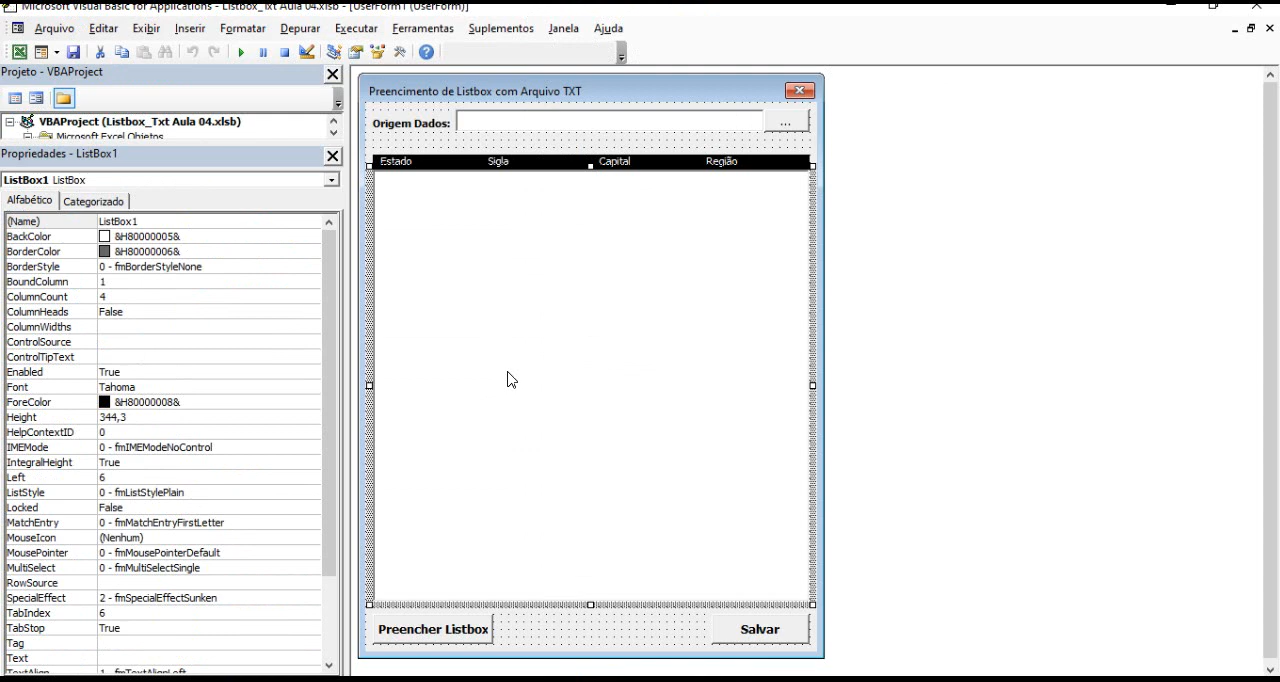 Microsoft Visual Basic for Applications - Listbox_Txt Aula 04.xlsb - [UserForm1 (UserForm)]
Arquivo Editar Exibir Inserir Formatar Depurar Executar Ferramentas Suplementos Janela Ajuda
Projeto - VBAProject
VBAProject (Listbox_Txt Aula 04.xlsb)
Microsoft Excel Objetos
Propriedades - ListBox1
ListBox1 ListBox
Alfabético Categorizado
(Name) ListBox1
BackColor &H80000005&
BorderColor &H80000006&
BorderStyle 0 - fmBorderStyleNone
BoundColumn 1
ColumnCount 4
ColumnHeads False
ColumnWidths
ControlSource
ControlTipText
Enabled True
Font Tahoma
ForeColor &H80000008&
Height 344,3
HelpContextID 0
IMEMode 0 - fmIMEModeNoControl
IntegralHeight True
Left 6
ListStyle 0 - fmListStylePlain
Locked False
MatchEntry 0 - fmMatchEntryFirstLetter
MouseIcon (Nenhum)
MousePointer 0 - fmMousePointerDefault
MultiSelect 0 - fmMultiSelectSingle
RowSource
SpecialEffect 2 - fmSpecialEffectSunken
TabIndex 6
TabStop True
Tag
Text
TextAlign 1 - fmTextAlignLeft
Preencimento de Listbox com Arquivo TXT
Origem Dados: ...
Estado Sigla Capital Região
Preencher Listbox Salvar